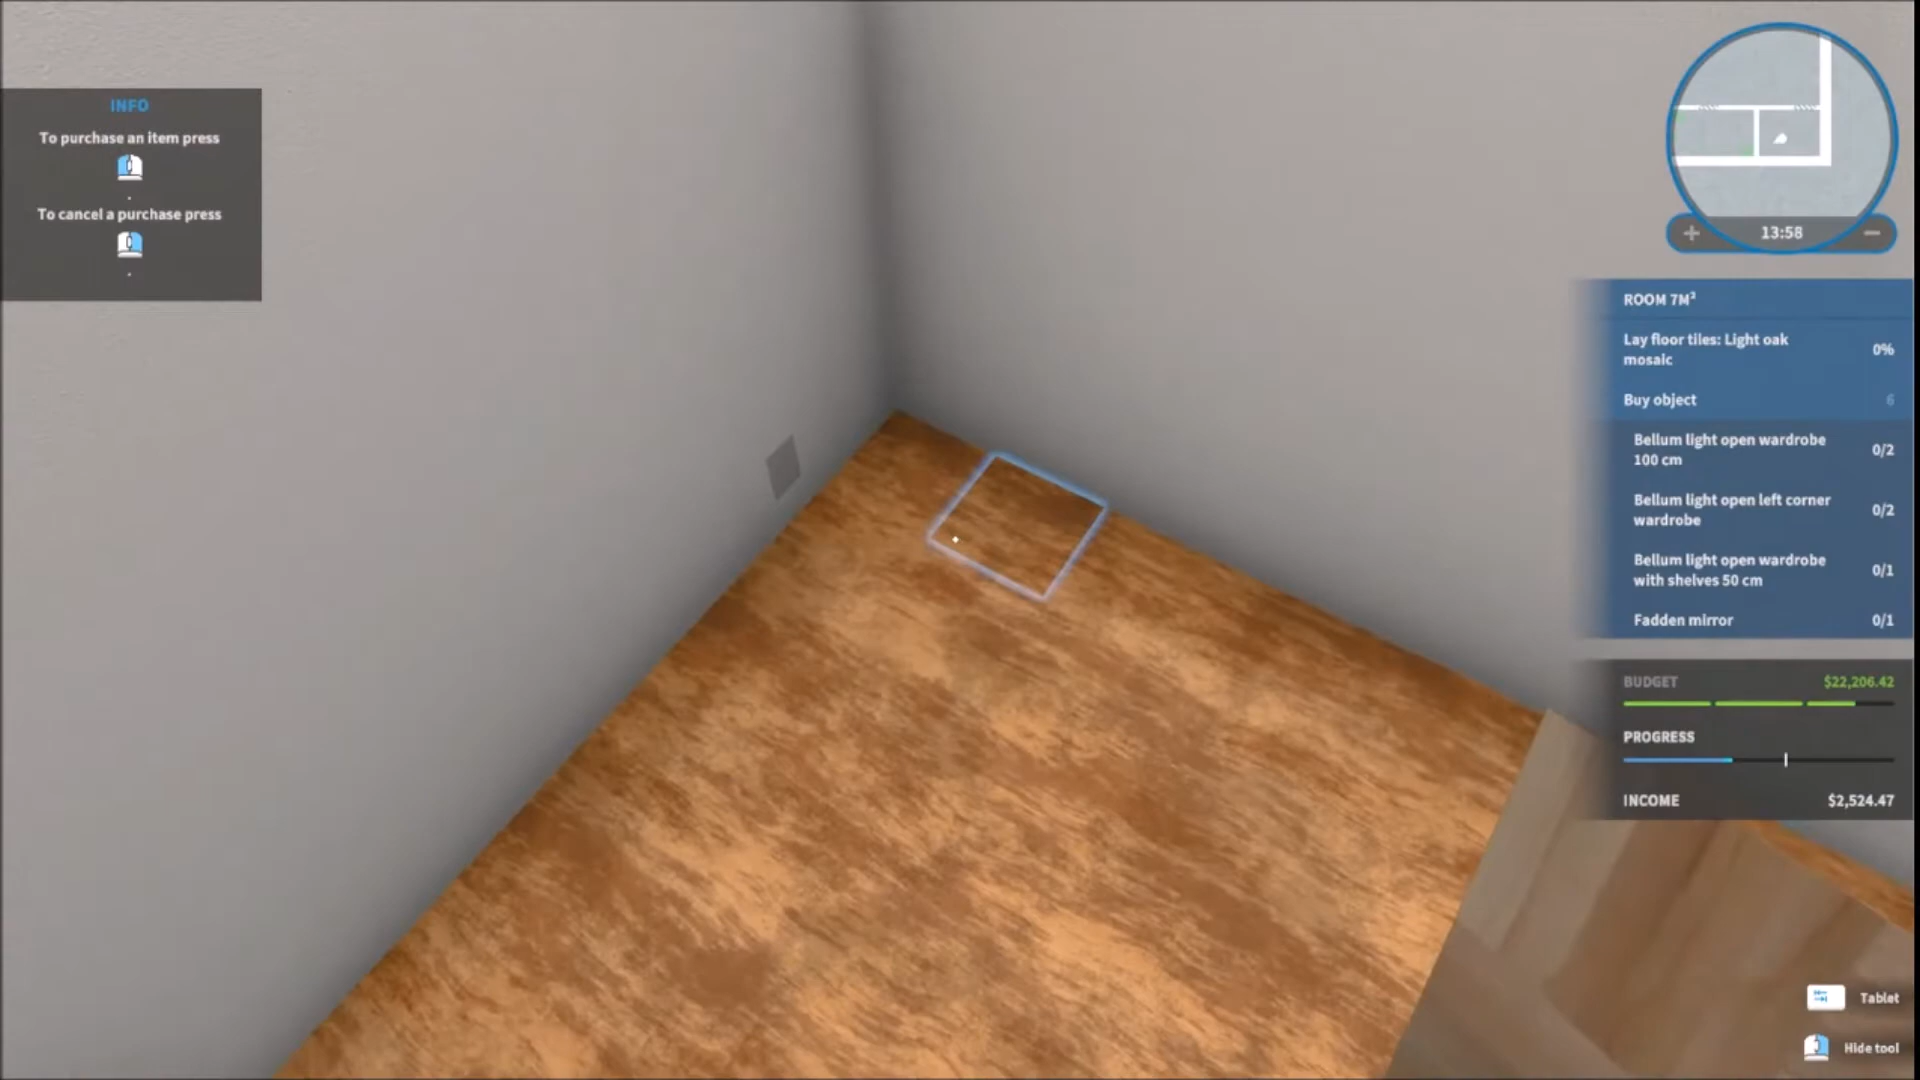 INFO
To purchase an item press
.
To cancel a purchase press
.
13:58
ROOM 7M²
Lay floor tiles: Light oak
mosaic
0%
Buy object
6
Bellum light open wardrobe
100 cm
0/2
Bellum light open left corner
wardrobe
0/2
Bellum light open wardrobe
with shelves 50 cm
0/1
Fadden mirror
0/1
BUDGET
$22,206.42
PROGRESS
INCOME
$2,524.47
Tablet
Hide tool